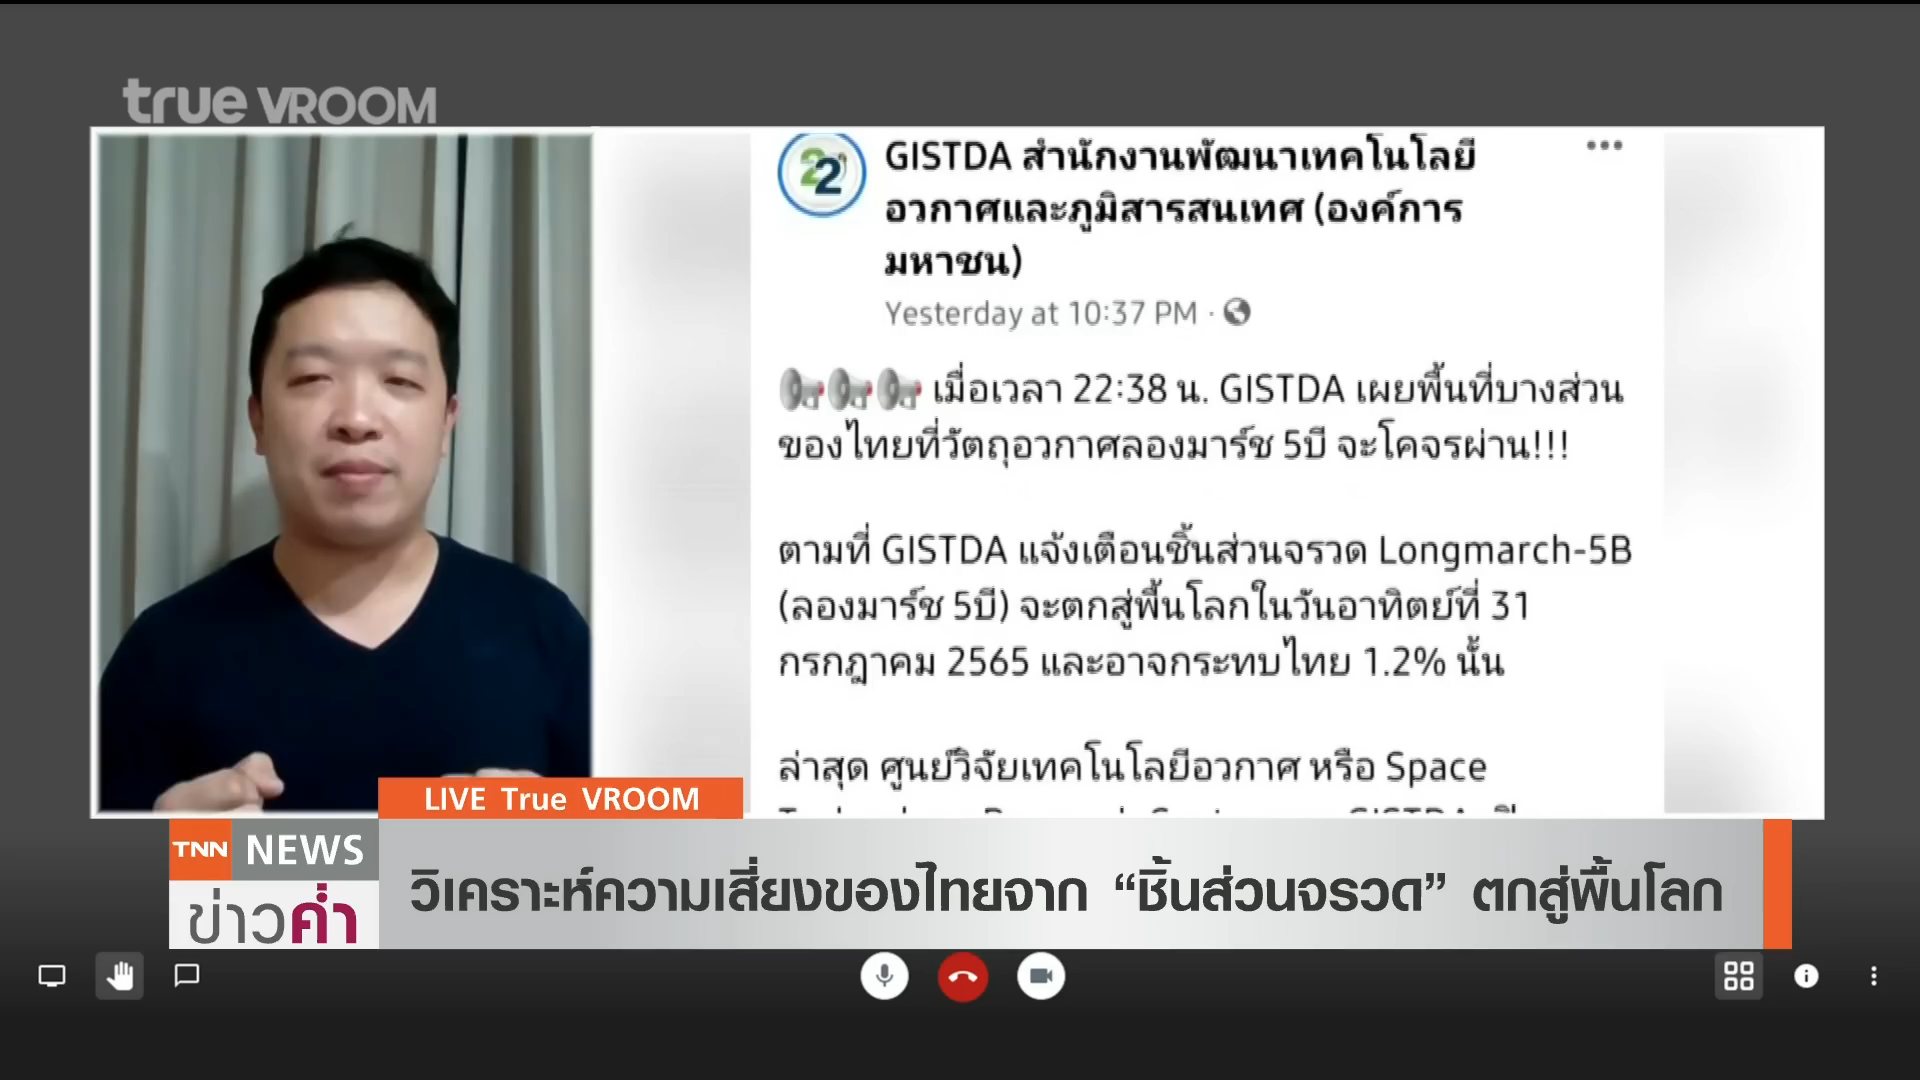 true VROOM
22
GISTDA สำนักงานพัฒนาเทคโนโลยี
อวกาศและภูมิสารสนเทศ (องค์การ
มหาชน)
Yesterday at 10:37 PM ·
เมื่อเวลา 22:38 น. GISTDA เผยพื้นที่บางส่วน
ของไทยที่วัตถุอวกาศลองมาร์ช 5บี จะโคจรผ่าน!!!
ตามที่ GISTDA แจ้งเตือนชิ้นส่วนจรวด Longmarch-5B
(ลองมาร์ช 5บี) จะตกสู่พื้นโลกในวันอาทิตย์ที่ 31
กรกฎาคม 2565 และอาจกระทบไทย 1.2% นั้น
ล่าสุด ศูนย์วิจัยเทคโนโลยีอวกาศ หรือ Space
LIVE True VROOM
TNN NEWS
ข่าวค่ำ
วิเคราะห์ความเสี่ยงของไทยจาก “ชิ้นส่วนจรวด” ตกสู่พื้นโลก